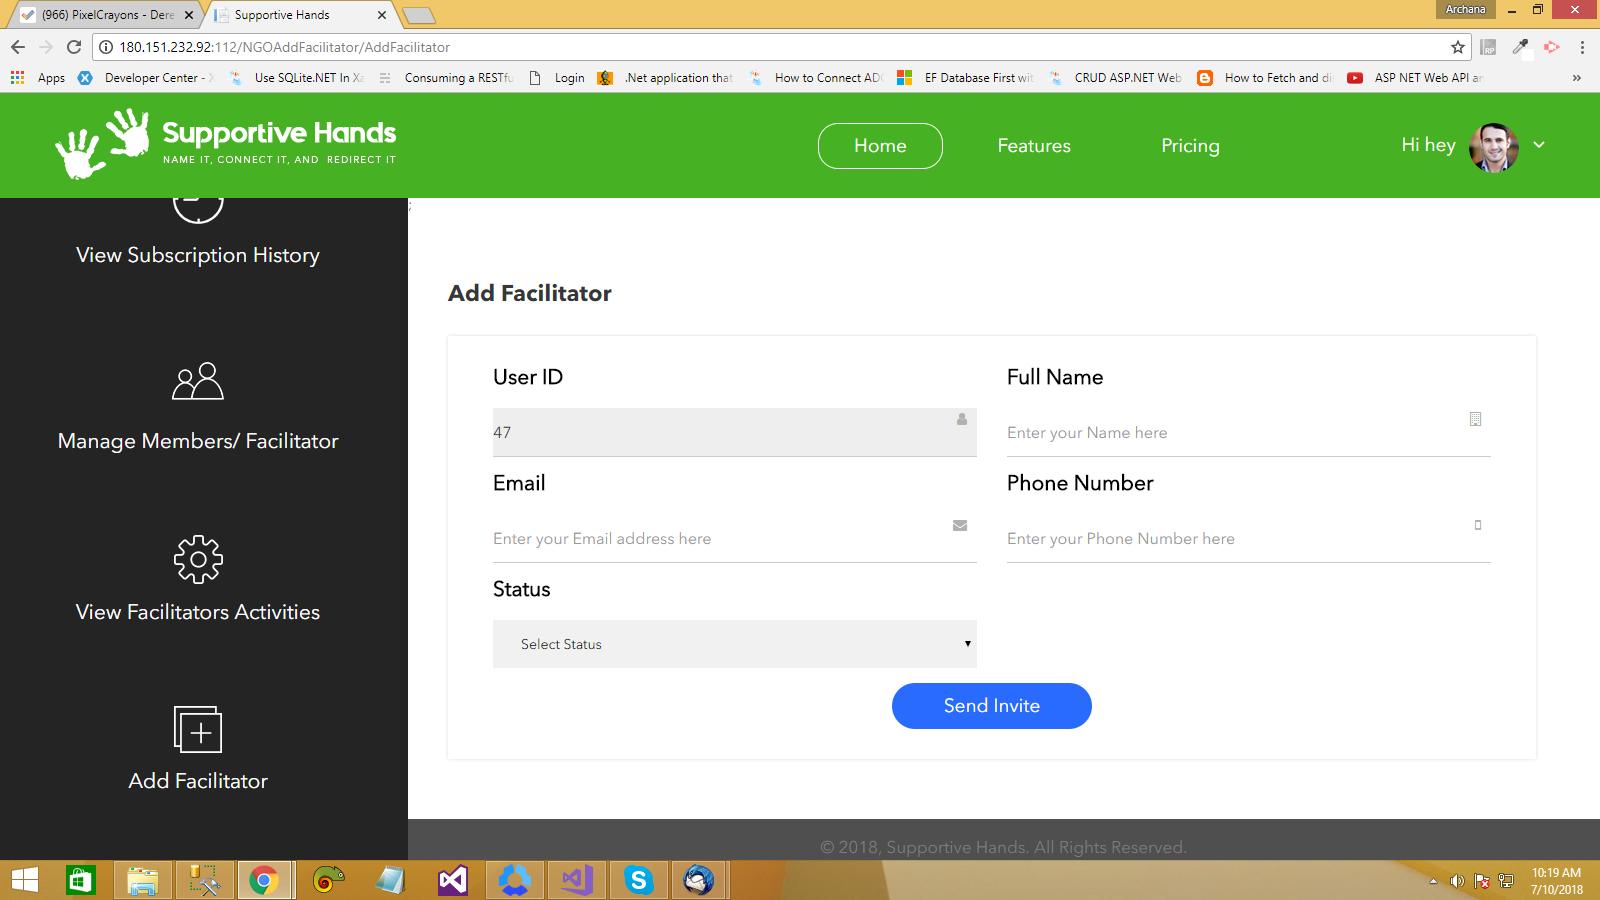 (966) PixelCrayons - Dere
Supportive Hands
Archana
180.151.232.92:112/NGOAddFacilitator/AddFacilitator
Apps
Developer Center -
Use SQLite.NET In Xa
Consuming a RESTfu
Login
.Net application that
How to Connect ADO
EF Database First wit
CRUD ASP.NET Web
How to Fetch and di
ASP NET Web API an
»
Supportive Hands
NAME IT, CONNECT IT, AND REDIRECT IT
Home
Features
Pricing
Hi hey
;
View Subscription History
Manage Members/ Facilitator
View Facilitators Activities
Add Facilitator
Add Facilitator
User ID
Full Name
47
Enter your Name here
Email
Phone Number
Enter your Email address here
Enter your Phone Number here
Status
Select Status
Send Invite
© 2018, Supportive Hands. All Rights Reserved.
10:19 AM
7/10/2018